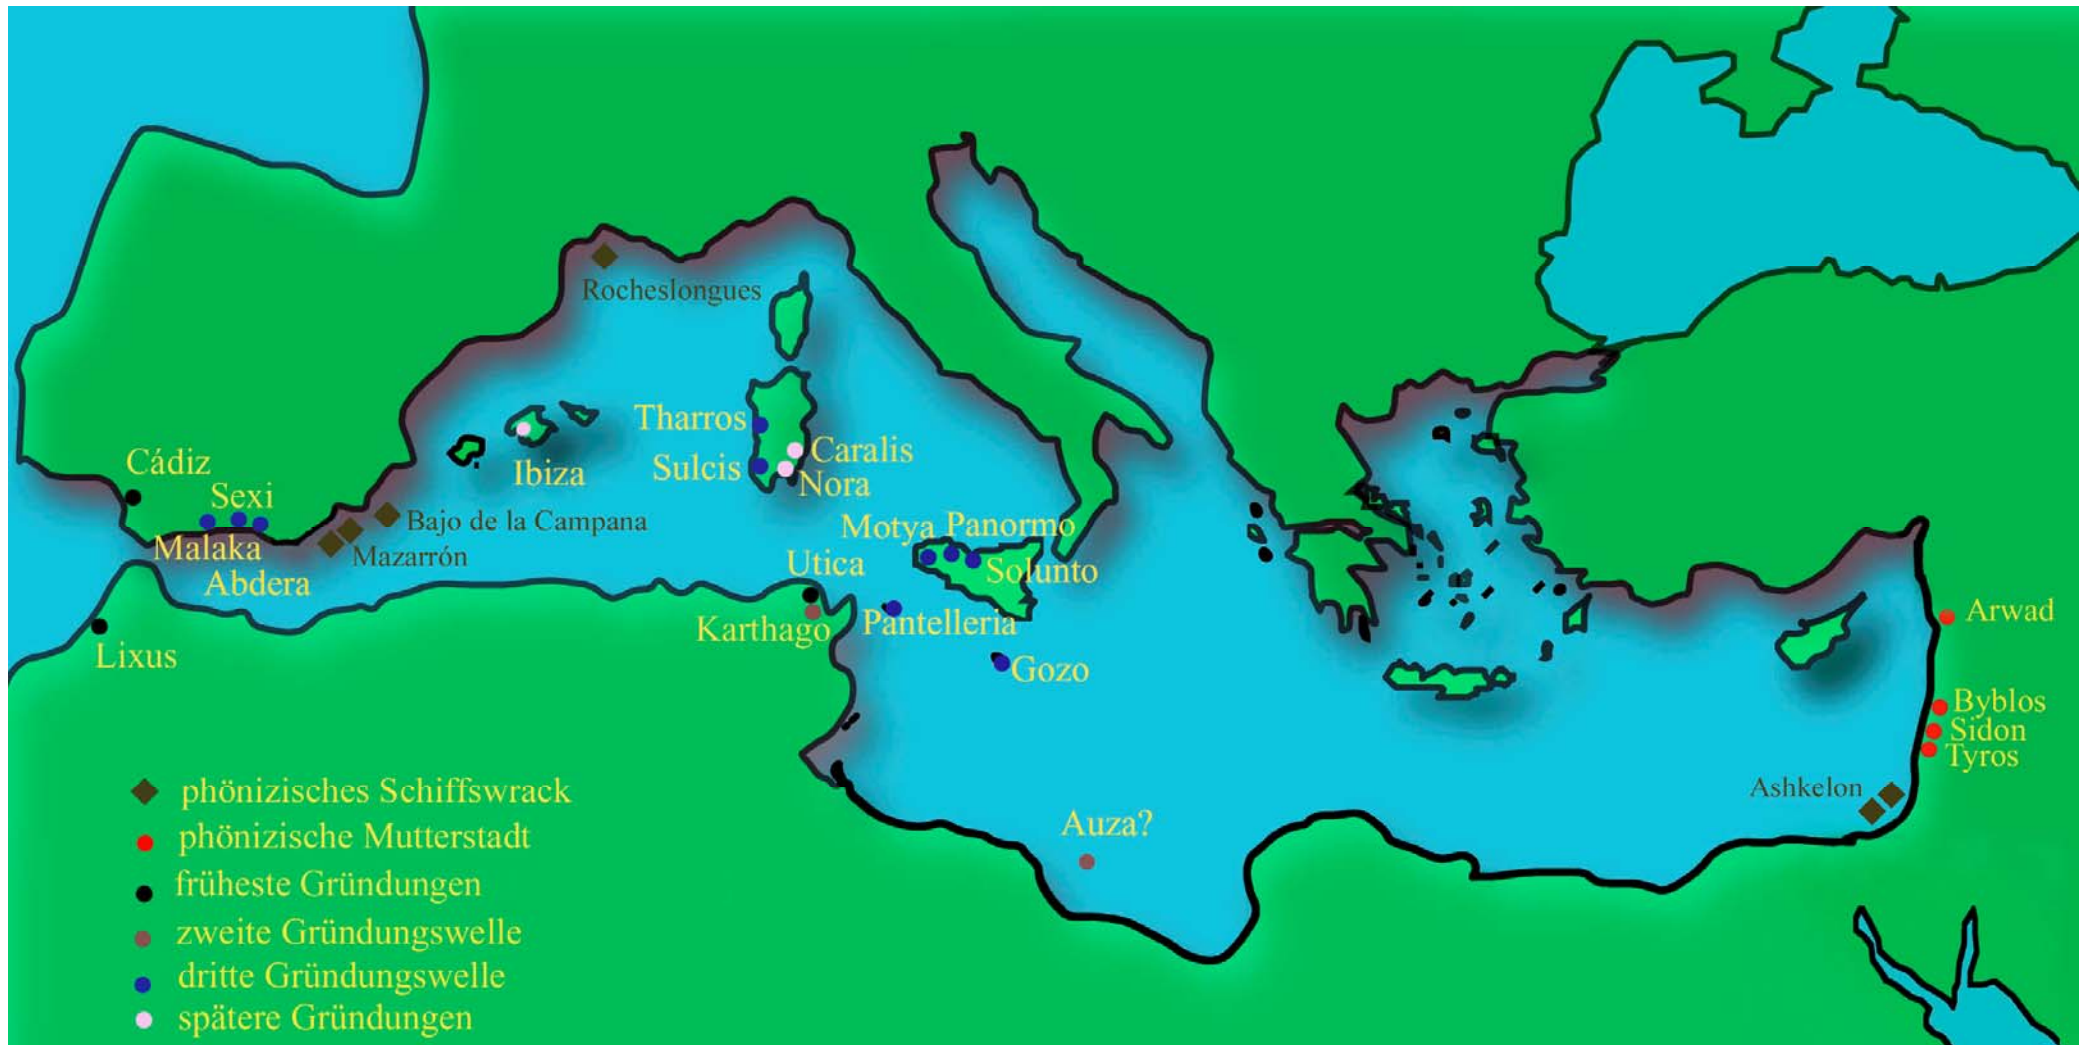 Rocheslongues
Tharros
Caralis
Sulcis
Nora
Ibiza
Cádiz
Sexi
Bajo de la Campana
Malaka
Mazarrón
Abdera
Motya
Panormo
Utica
Solunto
Karthago
Pantelleria
Lixus
Gozo
Arwad
Byblos
Sidon
Tyros
Ashkelon
Auza?
phönizisches Schiffswrack
phönizische Mutterstadt
früheste Gründungen
zweite Gründungswelle
dritte Gründungswelle
spätere Gründungen